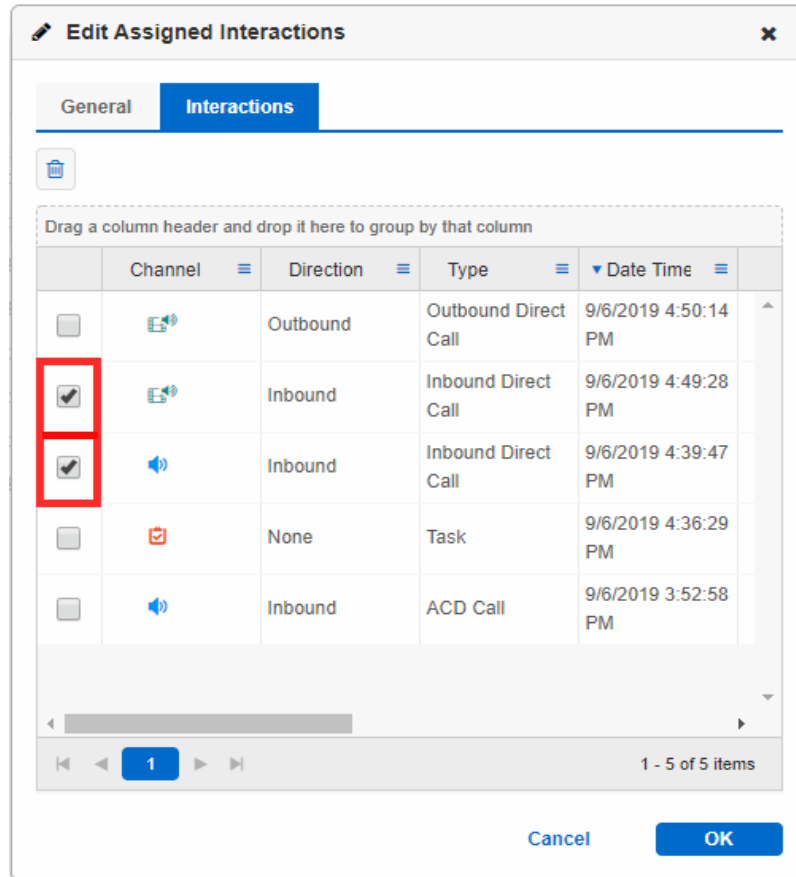 Edit Assigned Interactions
General Interactions
Drag a column header and drop it here to group by that column
Channel Direction Type Date Time
Outbound Outbound Direct Call 9/6/2019 4:50:14 PM
Inbound Inbound Direct Call 9/6/2019 4:49:28 PM
Inbound Inbound Direct Call 9/6/2019 4:39:47 PM
None Task 9/6/2019 4:36:29 PM
Inbound ACD Call 9/6/2019 3:52:58 PM
1 1 - 5 of 5 items
Cancel OK